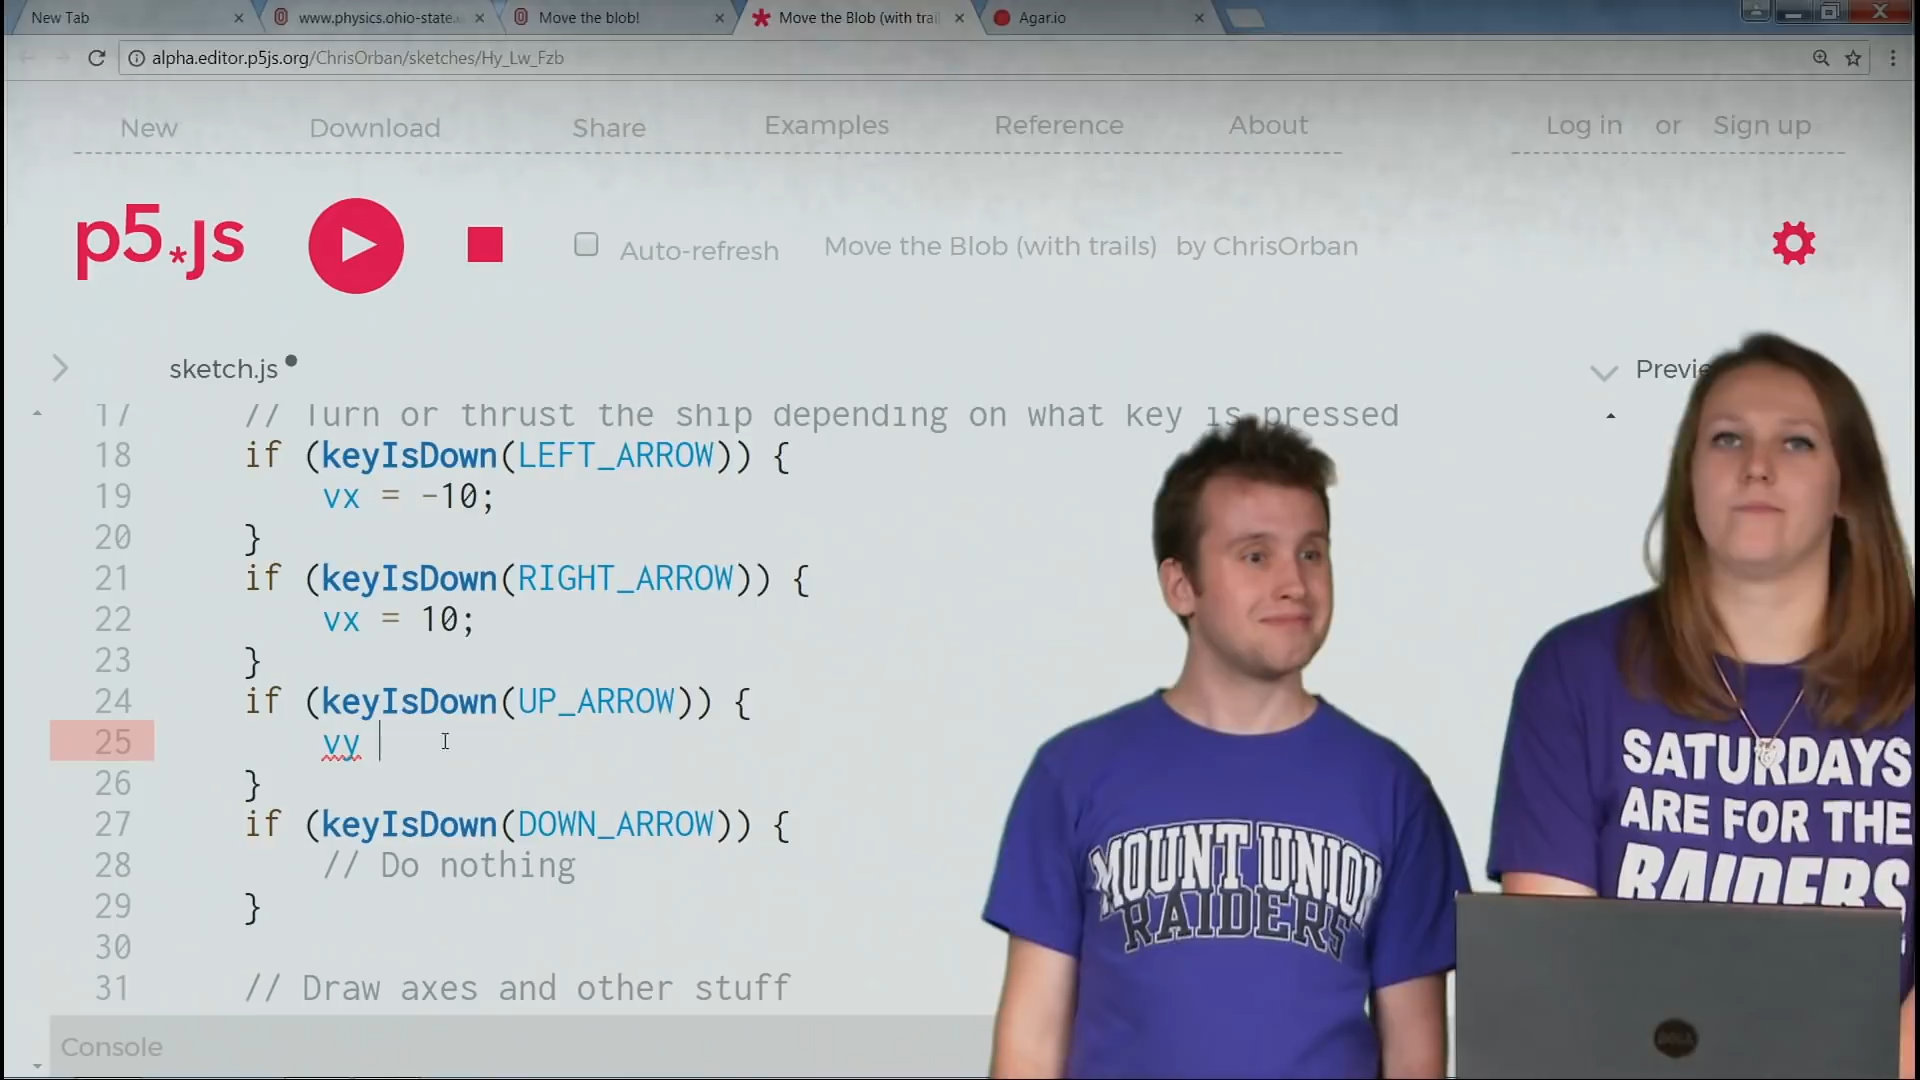 New Tab
www.physics.ohio-state.
Move the blob!
Move the Blob (with trail
Agar.io
alpha.editor.p5js.org/ChrisOrban/sketches/Hy_Lw_Fzb
New
Download
Share
Examples
Reference
About
Log in or Sign up
p5*js
Auto-refresh
Move the Blob (with trails) by ChrisOrban
sketch.js
Previe
17 // Turn or thrust the ship depending on what key is pressed
18 if (keyIsDown(LEFT_ARROW)) {
19 vx = -10;
20 }
21 if (keyIsDown(RIGHT_ARROW)) {
22 vx = 10;
23 }
24 if (keyIsDown(UP_ARROW)) {
25 vy
26 }
27 if (keyIsDown(DOWN_ARROW)) {
28 // Do nothing
29 }
30
31 // Draw axes and other stuff
Console
MOUNT UNION
RAIDERS
SATURDAYS
ARE FOR THE
RAIDERS
DELL